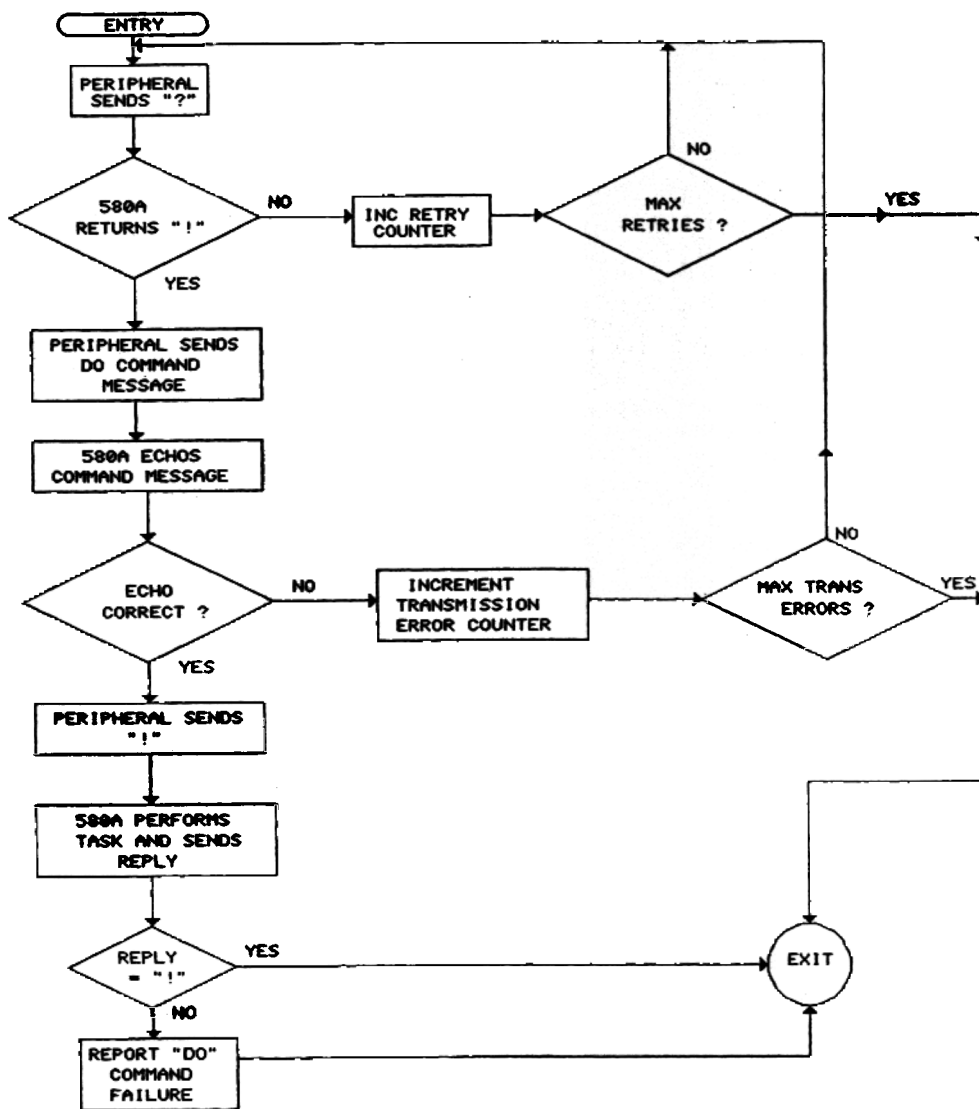 ENTRY
PERIPHERAL
SENDS "?"
580A
RETURNS "!"
NO
INC RETRY
COUNTER
MAX
RETRIES ?
NO
YES
YES
PERIPHERAL SENDS
DO COMMAND
MESSAGE
580A ECHOS
COMMAND MESSAGE
ECHO
CORRECT ?
NO
INCREMENT
TRANSMISSION
ERROR COUNTER
MAX TRANS
ERRORS ?
NO
YES
YES
PERIPHERAL SENDS
"!"
580A PERFORMS
TASK AND SENDS
REPLY
REPLY
= "!"
YES
EXIT
NO
REPORT "DO"
COMMAND
FAILURE